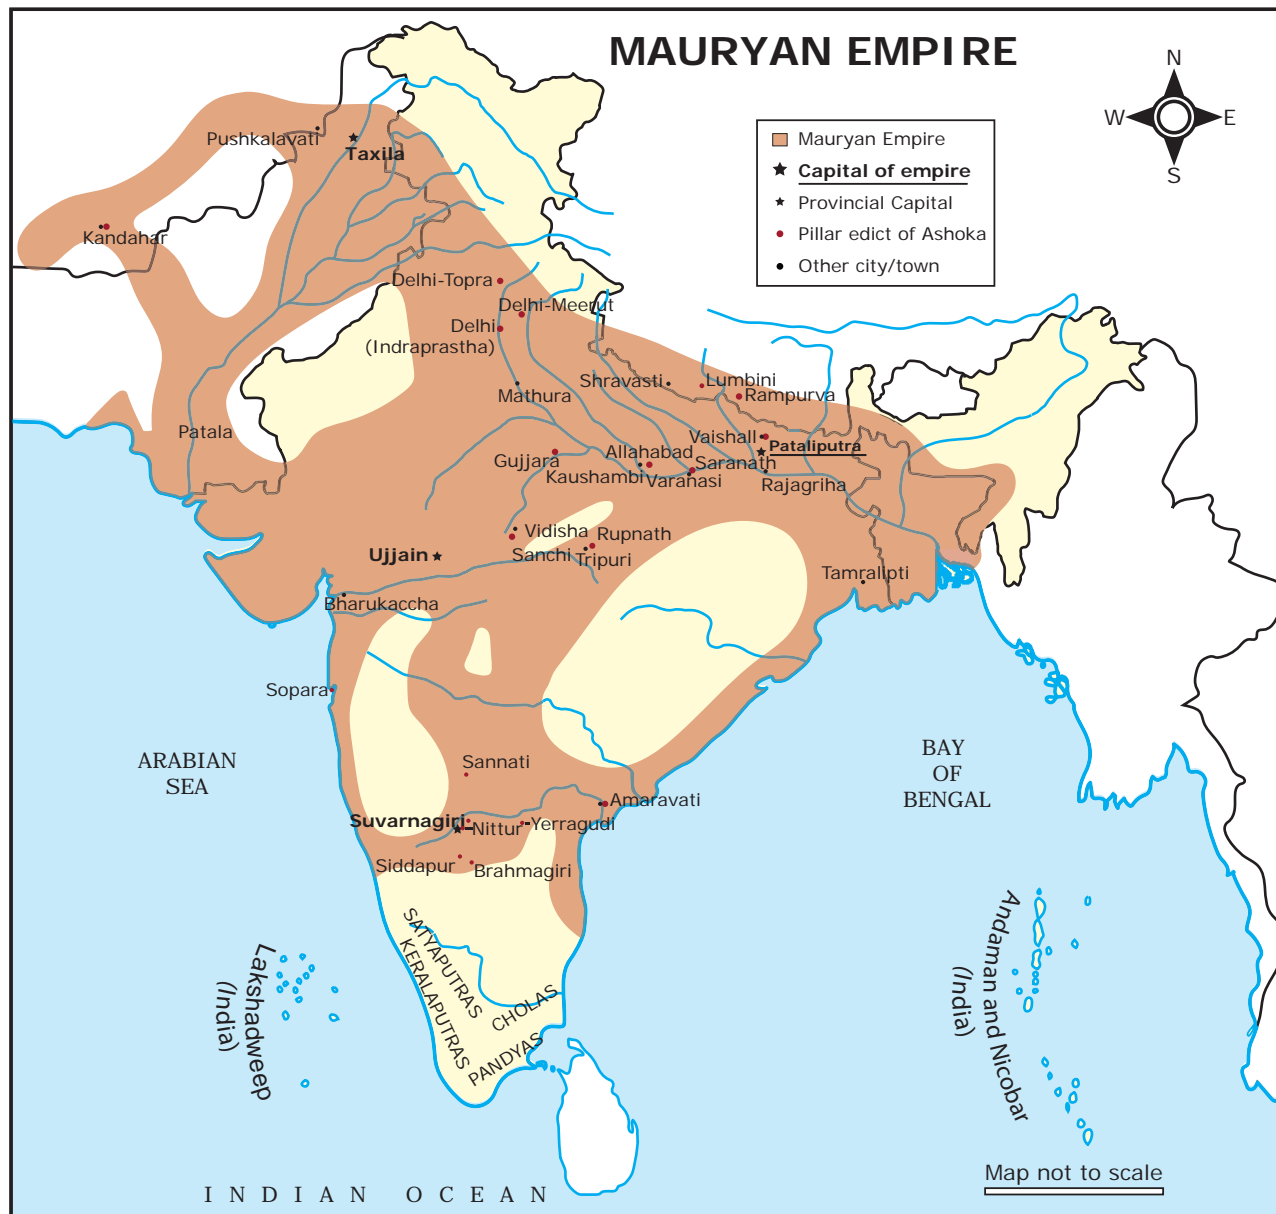 MAURYAN EMPIRE
N
W
E
S
Mauryan Empire
Capital of empire
Provincial Capital
Pillar edict of Ashoka
Other city/town
Pushkalavati
Taxila
Kandahar
Delhi-Topra
Delhi-Meerut
Delhi
(Indraprastha)
Mathura
Shravasti
Lumbini
Rampurva
Patala
Vaishall
Pataliputra
Gujjara
Allahabad
Saranath
Kaushambi
Varanasi
Rajagriha
Vidisha
Rupnath
Ujjain
Sanchi
Tripuri
Tamralipti
Bharukaccha
Sopara
ARABIAN
SEA
BAY
OF
BENGAL
Sannati
Amaravati
Suvarnagiri
Nittur
Yerragudi
Siddapur
Brahmagiri
SATYAPUTRAS
KERALAPUTRAS
CHOLAS
PANDYAS
Lakshadweep
(India)
Andaman and Nicobar
(India)
Map not to scale
INDIAN OCEAN